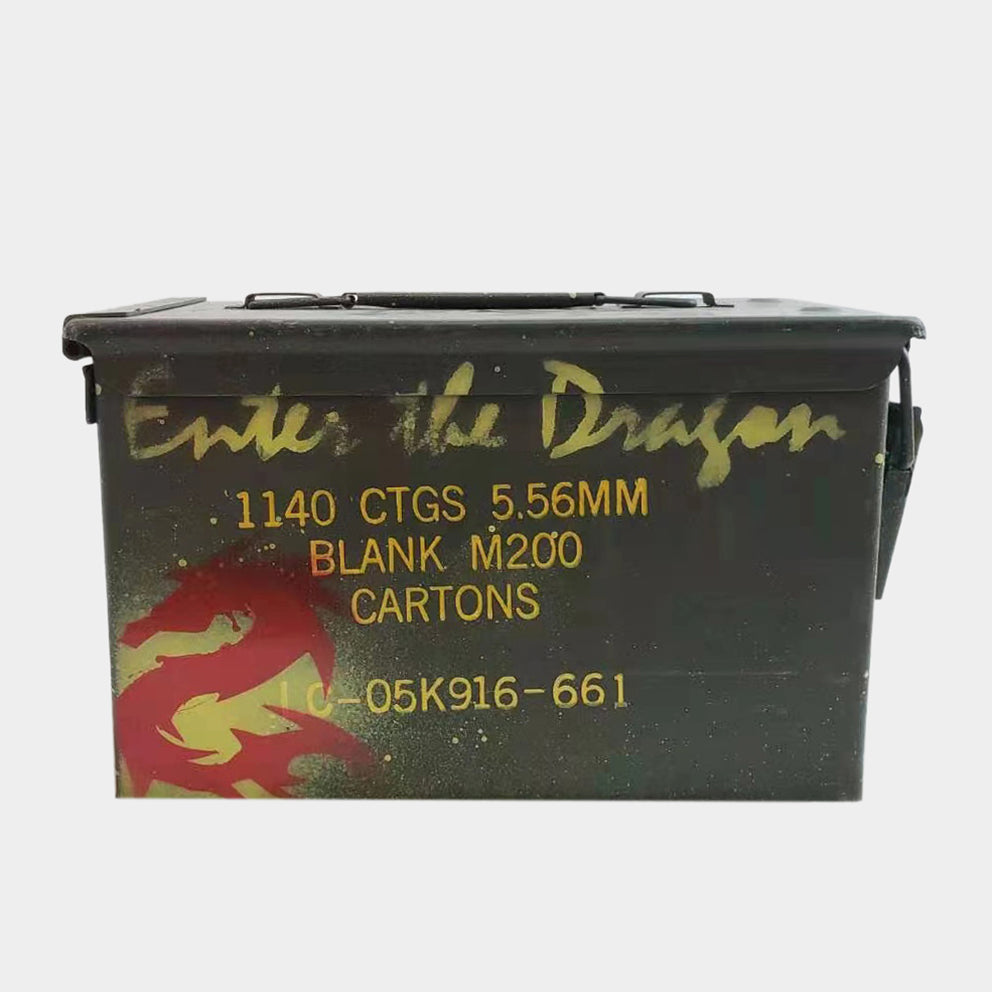 Enter the Dragon
1140 CTGS 5.56MM
BLANK M200
CARTONS
LC-05K916-661